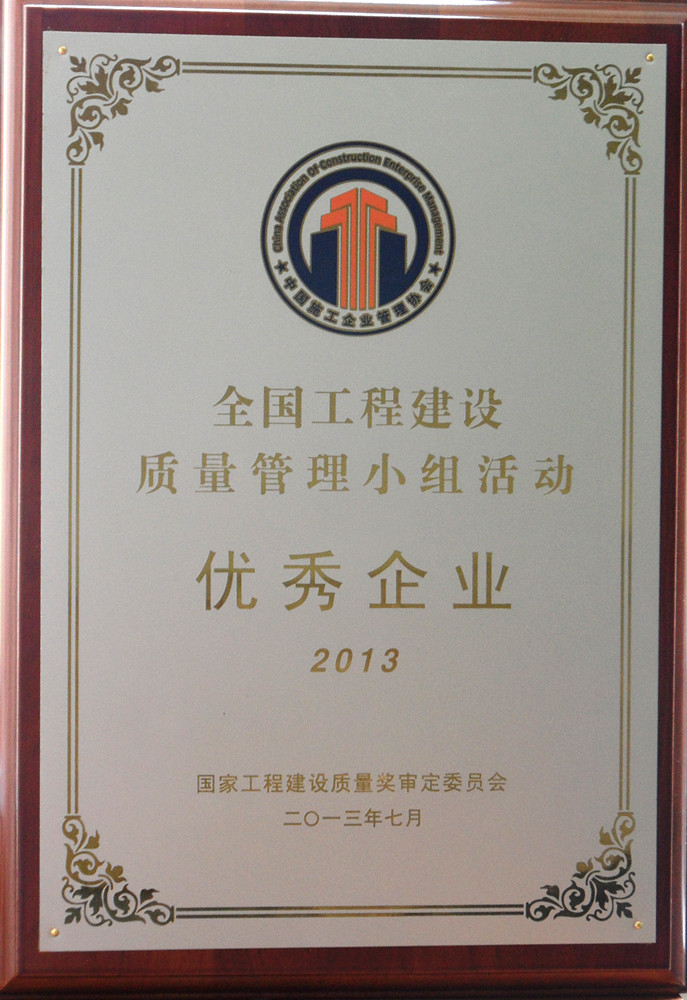 China Association Of Construction Enterprise Management
★中国施工企业管理协会★
全国工程建设
质量管理小组活动
优秀企业
2013
国家工程建设质量奖审定委员会
二〇一三年七月